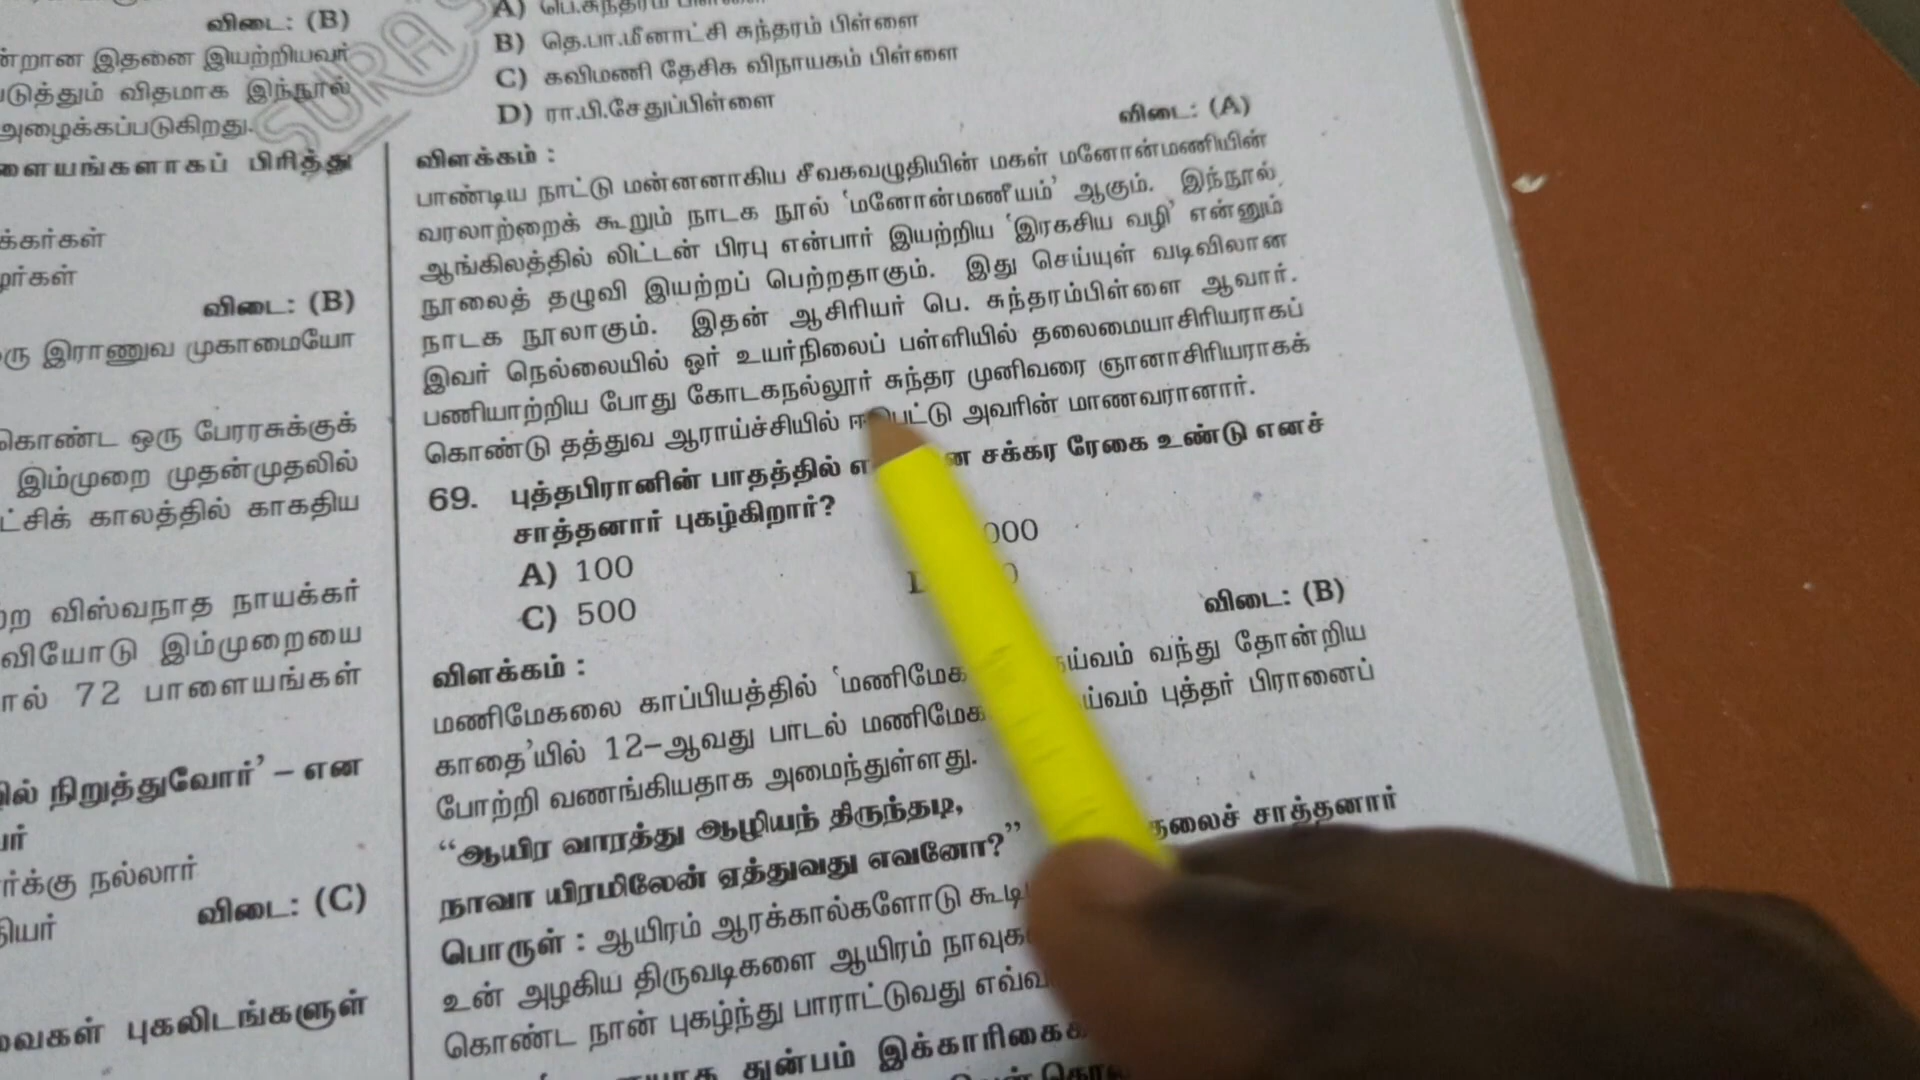 விடை: (B)
ன்றான இதனை இயற்றியவர்
படுத்தும் விதமாக இந்நூல்
அழைக்கப்படுகிறது.
பிரித்து
க்கர்கள்
விடை: (B)
இராணுவ முகாமையோ
கொண்ட ஒரு பேரரசுக்குக்
இம்முறை முதன்முதலில்
காலத்தில் காகதிய
விஸ்வநாத நாயக்கர்
இம்முறையை
72 பாளையங்கள்
நிறுத்துவோர்' – என
நல்லார்
விடை: (C)
புகலிடங்களுள்
SURA'S
A) பெ.சுந்தரம்
B) தெ.பா.மீனாட்சி சுந்தரம் பிள்ளை
C) கவிமணி தேசிக விநாயகம் பிள்ளை
D) ரா.பி.சேதுப்பிள்ளை
விடை: (A)
விளக்கம் :
பாண்டிய நாட்டு மன்னனாகிய சீவகவழுதியின் மகள் மனோன்மணியின்
வரலாற்றைக் கூறும் நாடக நூல் ‘மனோன்மணீயம்’ ஆகும். இந்நூல்
ஆங்கிலத்தில் லிட்டன் பிரபு என்பார் இயற்றிய ‘இரகசிய வழி’ என்னும்
நூலைத் தழுவி இயற்றப் பெற்றதாகும். இது செய்யுள் வடிவிலான
நாடக நூலாகும். இதன் ஆசிரியர் பெ. சுந்தரம்பிள்ளை ஆவார்.
இவர் நெல்லையில் ஓர் உயர்நிலைப் பள்ளியில் தலைமையாசிரியராகப்
பணியாற்றிய போது கோடகநல்லூர் சுந்தர முனிவரை ஞானாசிரியராகக்
கொண்டு தத்துவ ஆராய்ச்சியில் அவரின் மாணவரானார்.
69. புத்தபிரானின் பாதத்தில் சக்கர ரேகை உண்டு எனச்
சாத்தனார் புகழ்கிறார்?
A) 100
C) 500
விடை: (B)
விளக்கம் :
மணிமேகலை காப்பியத்தில் வந்து தோன்றிய
காதை’யில் 12–ஆவது பாடல் புத்தர் பிரானைப்
போற்றி வணங்கியதாக அமைந்துள்ளது.
“ஆயிர வாரத்து ஆழியந் திருந்தடி,
நாவா யிரமிலேன் ஏத்துவது எவனோ?” சாத்தனார்
பொருள் : ஆயிரம் ஆரக்கால்களோடு
உன் அழகிய திருவடிகளை ஆயிரம்
கொண்ட நான் புகழ்ந்து பாராட்டுவது
துன்பம்